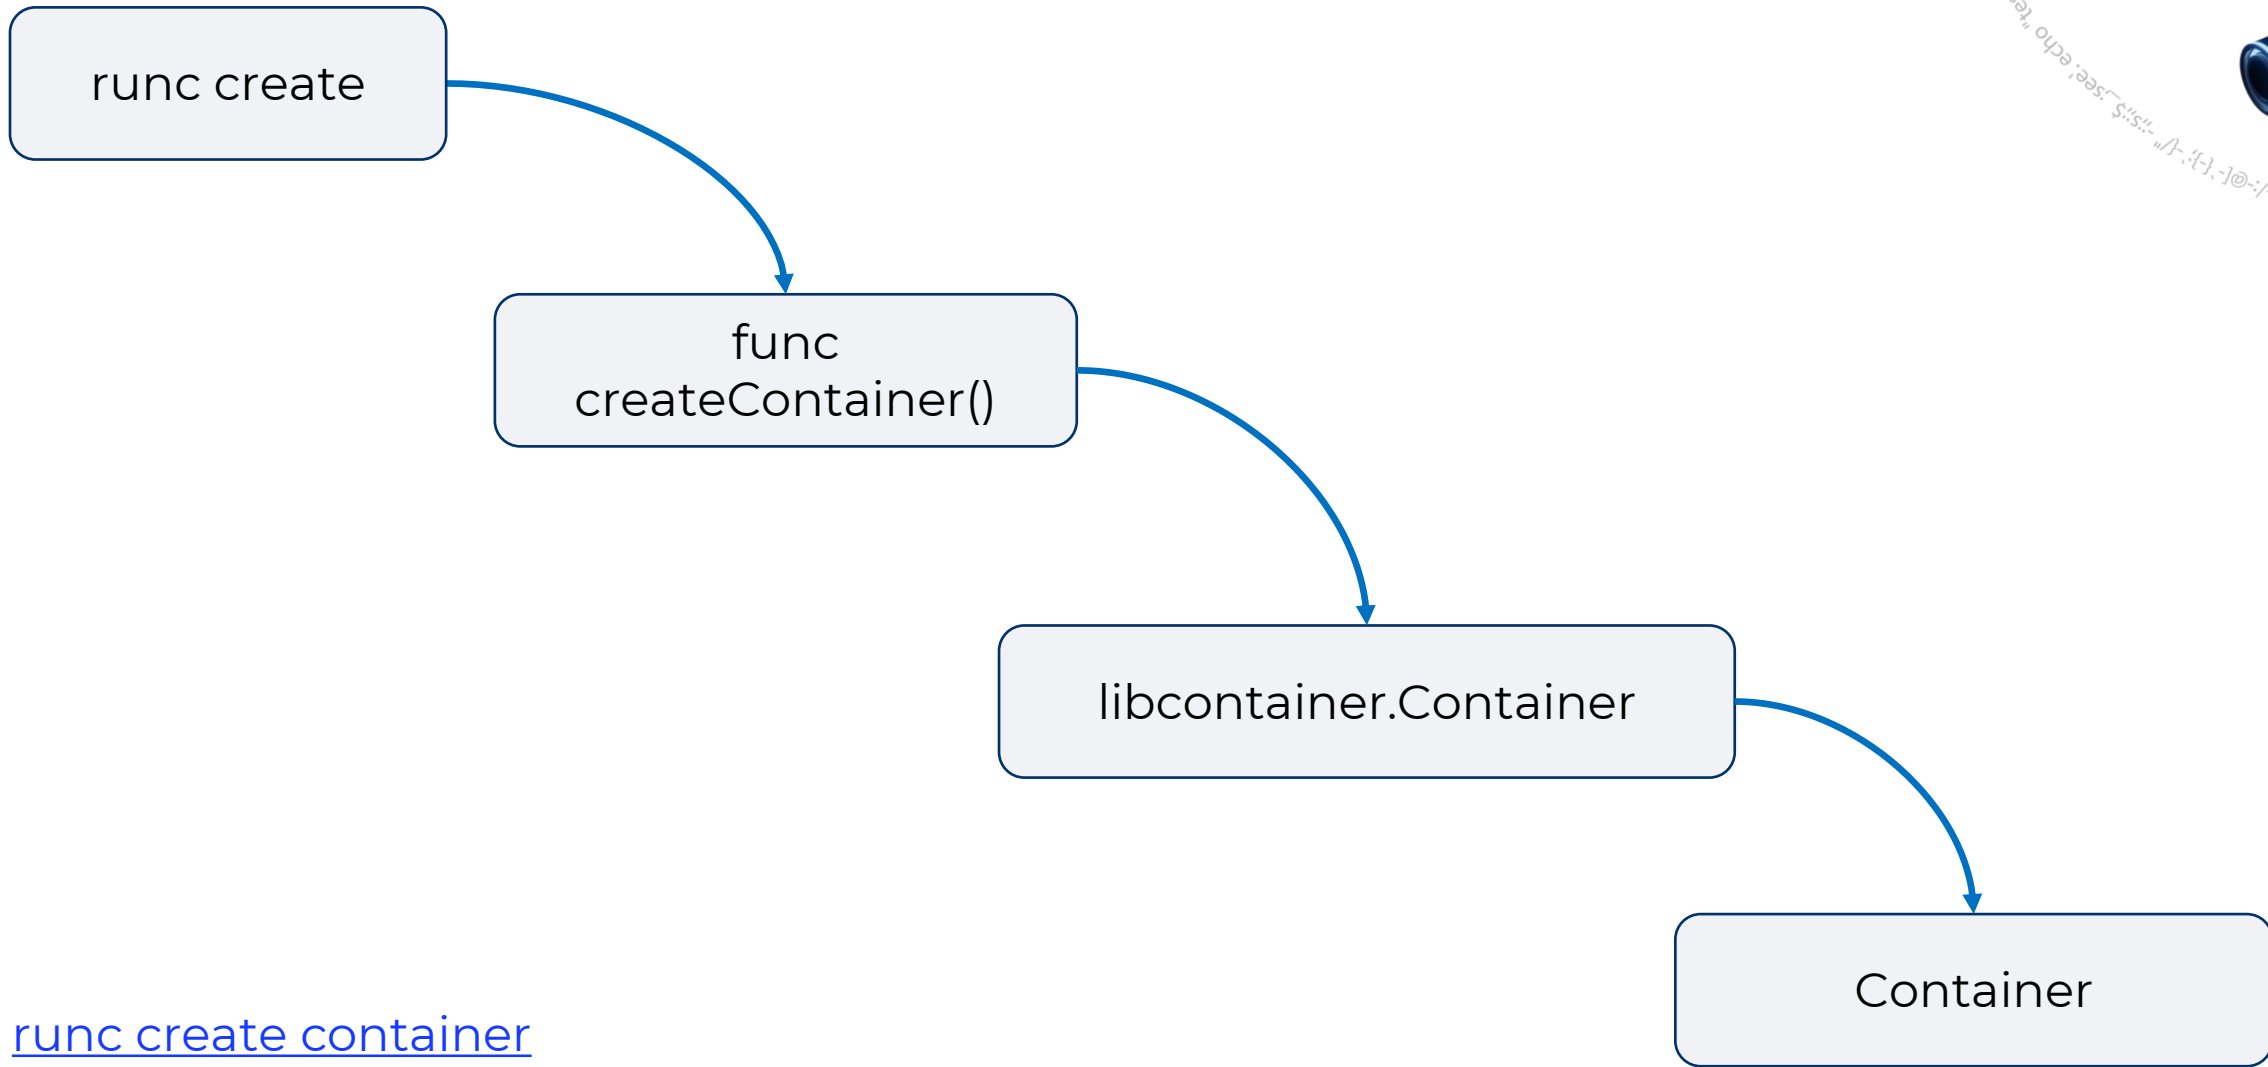 runc create
func
createContainer()
libcontainer.Container
Container
runc create container